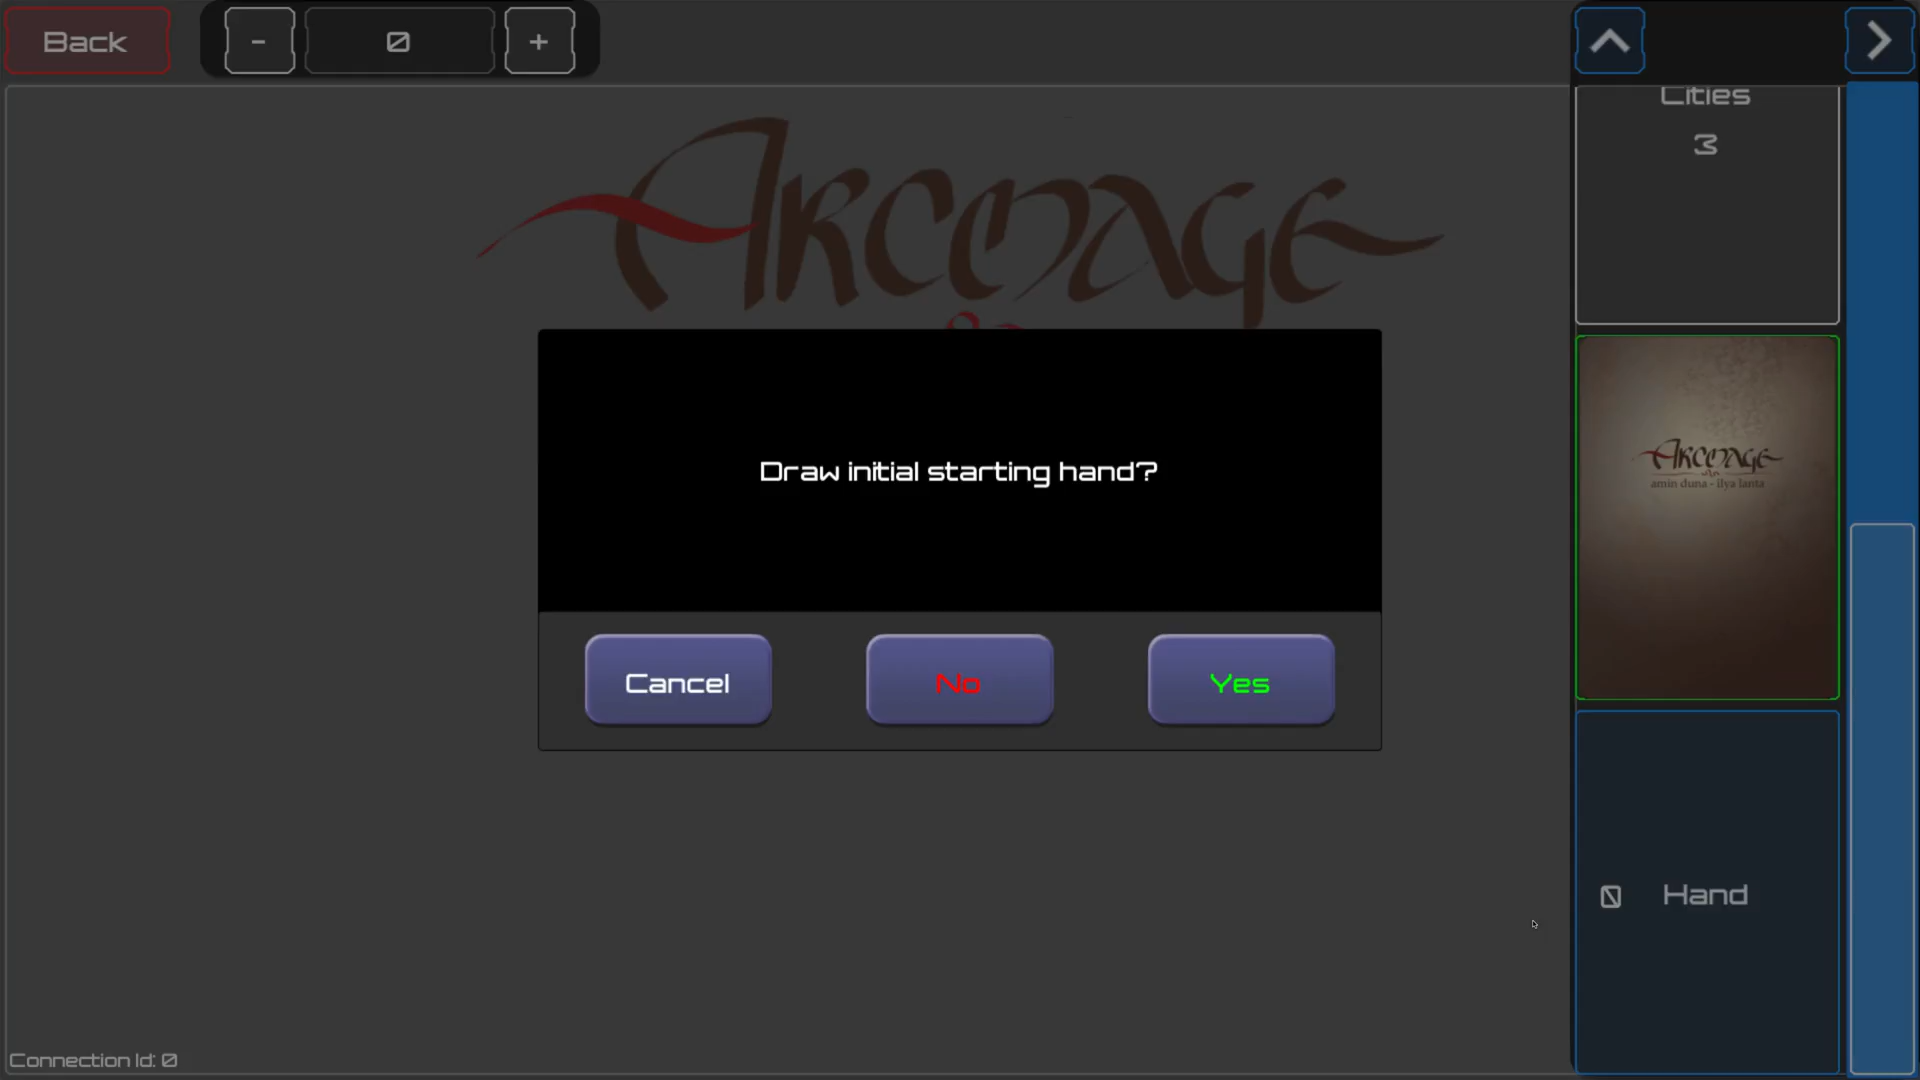 Back
-
0
+
Cities
3
ARCMAGE
Draw initial starting hand?
ARCMAGE
amin duna - ilya lanta
Cancel
No
Yes
0 Hand
Connection Id: 0